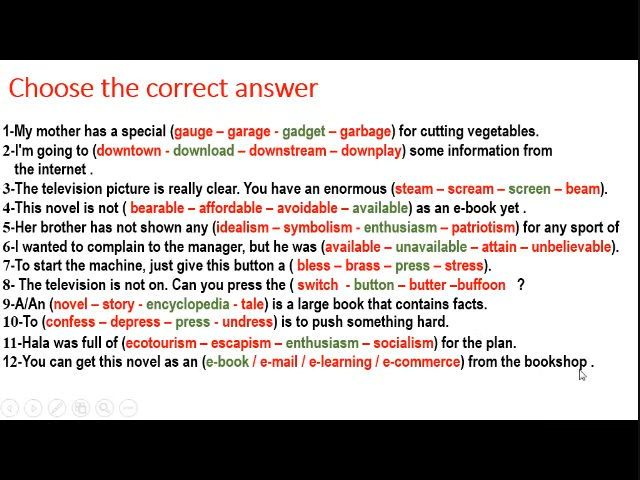 Choose the correct answer
1-My mother has a special (gauge – garage - gadget – garbage) for cutting vegetables.
2-I'm going to (downtown - download – downstream – downplay) some information from
the internet .
3-The television picture is really clear. You have an enormous (steam – scream – screen – beam).
4-This novel is not ( bearable – affordable – avoidable – available) as an e-book yet .
5-Her brother has not shown any (idealism – symbolism - enthusiasm – patriotism) for any sport of
6-I wanted to complain to the manager, but he was (available – unavailable – attain – unbelievable).
7-To start the machine, just give this button a ( bless – brass – press – stress).
8- The television is not on. Can you press the ( switch - button – butter –buffoon ?
9-A/An (novel – story - encyclopedia - tale) is a large book that contains facts.
10-To (confess – depress – press - undress) is to push something hard.
11-Hala was full of (ecotourism – escapism – enthusiasm – socialism) for the plan.
12-You can get this novel as an (e-book / e-mail / e-learning / e-commerce) from the bookshop .